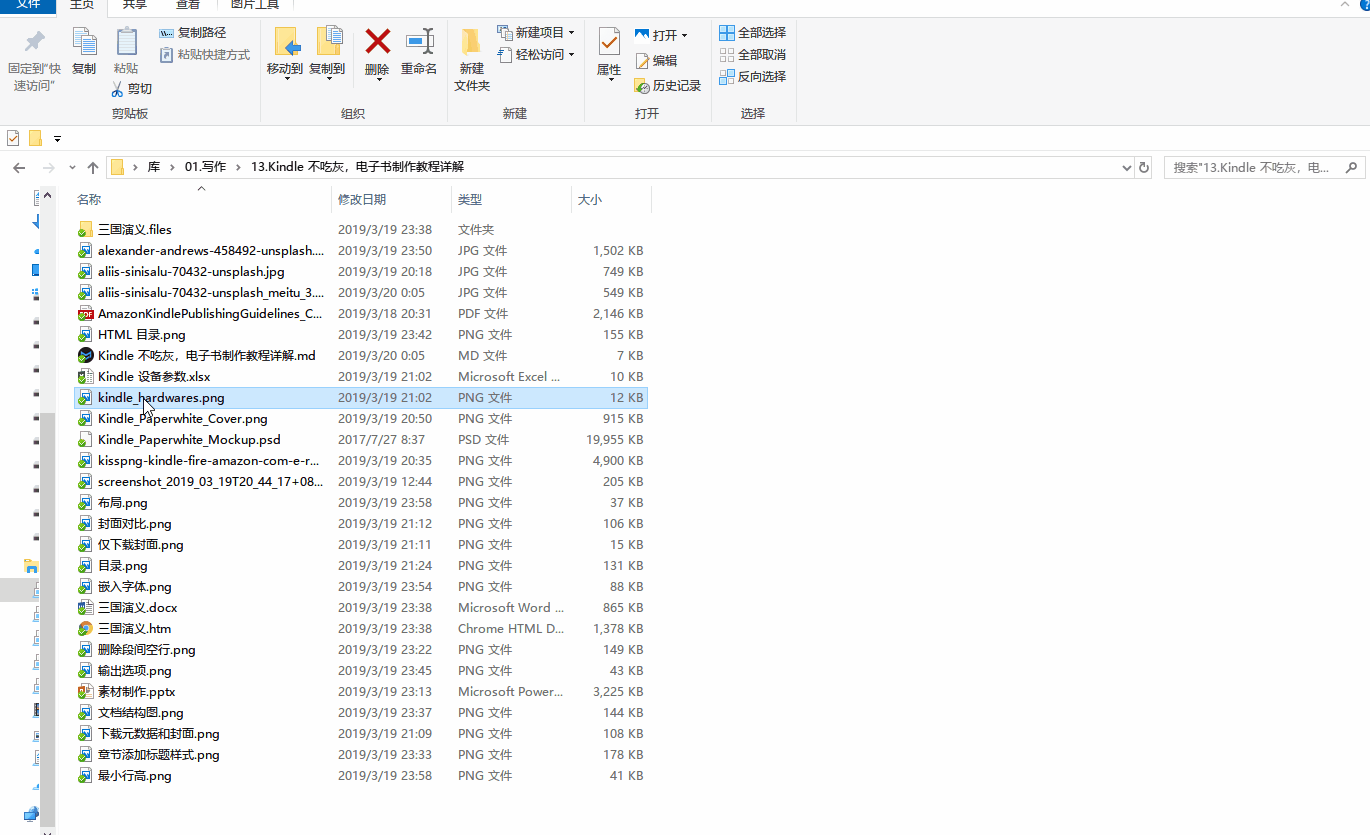 文件 主页 共享 查看 图片工具
固定到"快速访问"
复制
粘贴
复制路径
粘贴快捷方式
剪切
剪贴板
移动到
复制到
删除
重命名
组织
新建
文件夹
新建项目
轻松访问
新建
属性
打开
编辑
历史记录
打开
全部选择
全部取消
反向选择
选择
库 01.写作 13.Kindle 不吃灰，电子书制作教程详解
搜索"13.Kindle 不吃灰，电...
名称 修改日期 类型 大小
三国演义.files 2019/3/19 23:38 文件夹
alexander-andrews-458492-unsplash.... 2019/3/19 23:50 JPG 文件 1,502 KB
aliis-sinisalu-70432-unsplash.jpg 2019/3/19 20:18 JPG 文件 749 KB
aliis-sinisalu-70432-unsplash_meitu_3.... 2019/3/20 0:05 JPG 文件 549 KB
AmazonKindlePublishingGuidelines_C... 2019/3/18 20:31 PDF 文件 2,146 KB
HTML 目录.png 2019/3/19 23:42 PNG 文件 155 KB
Kindle 不吃灰，电子书制作教程详解.md 2019/3/20 0:05 MD 文件 7 KB
Kindle 设备参数.xlsx 2019/3/19 21:02 Microsoft Excel ... 10 KB
kindle_hardwares.png 2019/3/19 21:02 PNG 文件 12 KB
Kindle_Paperwhite_Cover.png 2019/3/19 20:50 PNG 文件 915 KB
Kindle_Paperwhite_Mockup.psd 2017/7/27 8:37 PSD 文件 19,955 KB
kisspng-kindle-fire-amazon-com-e-r... 2019/3/19 20:35 PNG 文件 4,900 KB
screenshot_2019_03_19T20_44_17+08... 2019/3/19 12:44 PNG 文件 205 KB
布局.png 2019/3/19 23:58 PNG 文件 37 KB
封面对比.png 2019/3/19 21:12 PNG 文件 106 KB
仅下载封面.png 2019/3/19 21:11 PNG 文件 15 KB
目录.png 2019/3/19 21:24 PNG 文件 131 KB
嵌入字体.png 2019/3/19 23:54 PNG 文件 88 KB
三国演义.docx 2019/3/19 23:38 Microsoft Word ... 865 KB
三国演义.htm 2019/3/19 23:38 Chrome HTML D... 1,378 KB
删除段间空行.png 2019/3/19 23:22 PNG 文件 149 KB
输出选项.png 2019/3/19 23:45 PNG 文件 43 KB
素材制作.pptx 2019/3/19 23:13 Microsoft Power... 3,225 KB
文档结构图.png 2019/3/19 23:37 PNG 文件 144 KB
下载元数据和封面.png 2019/3/19 21:09 PNG 文件 108 KB
章节添加标题样式.png 2019/3/19 23:33 PNG 文件 178 KB
最小行高.png 2019/3/19 23:58 PNG 文件 41 KB